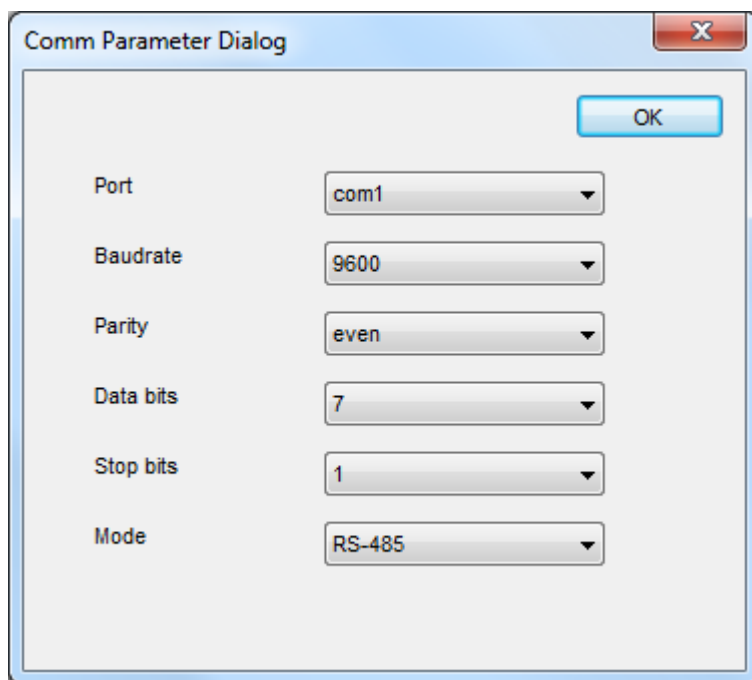 Comm Parameter Dialog
OK
Port com1
Baudrate 9600
Parity even
Data bits 7
Stop bits 1
Mode RS-485